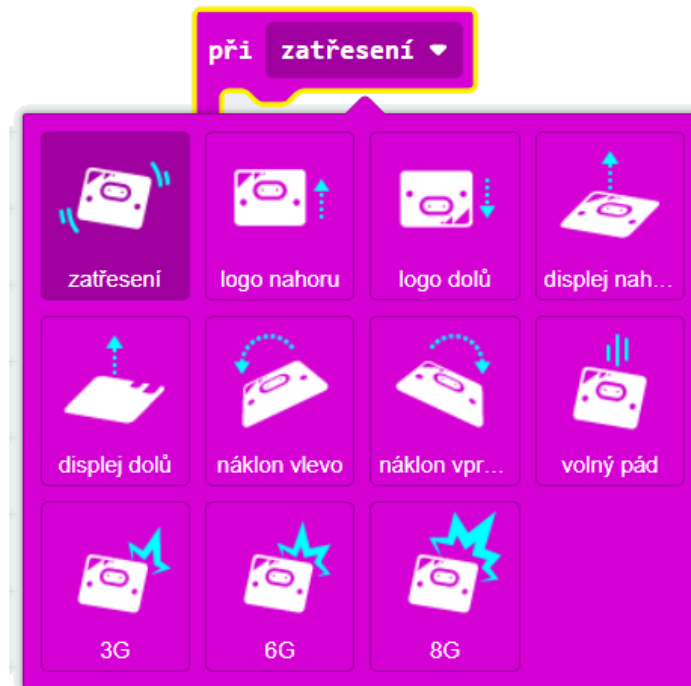 při zatřesení
zatřesení
logo nahoru
logo dolů
displej nah...
displej dolů
náklon vlevo
náklon vpr...
volný pád
3G
6G
8G